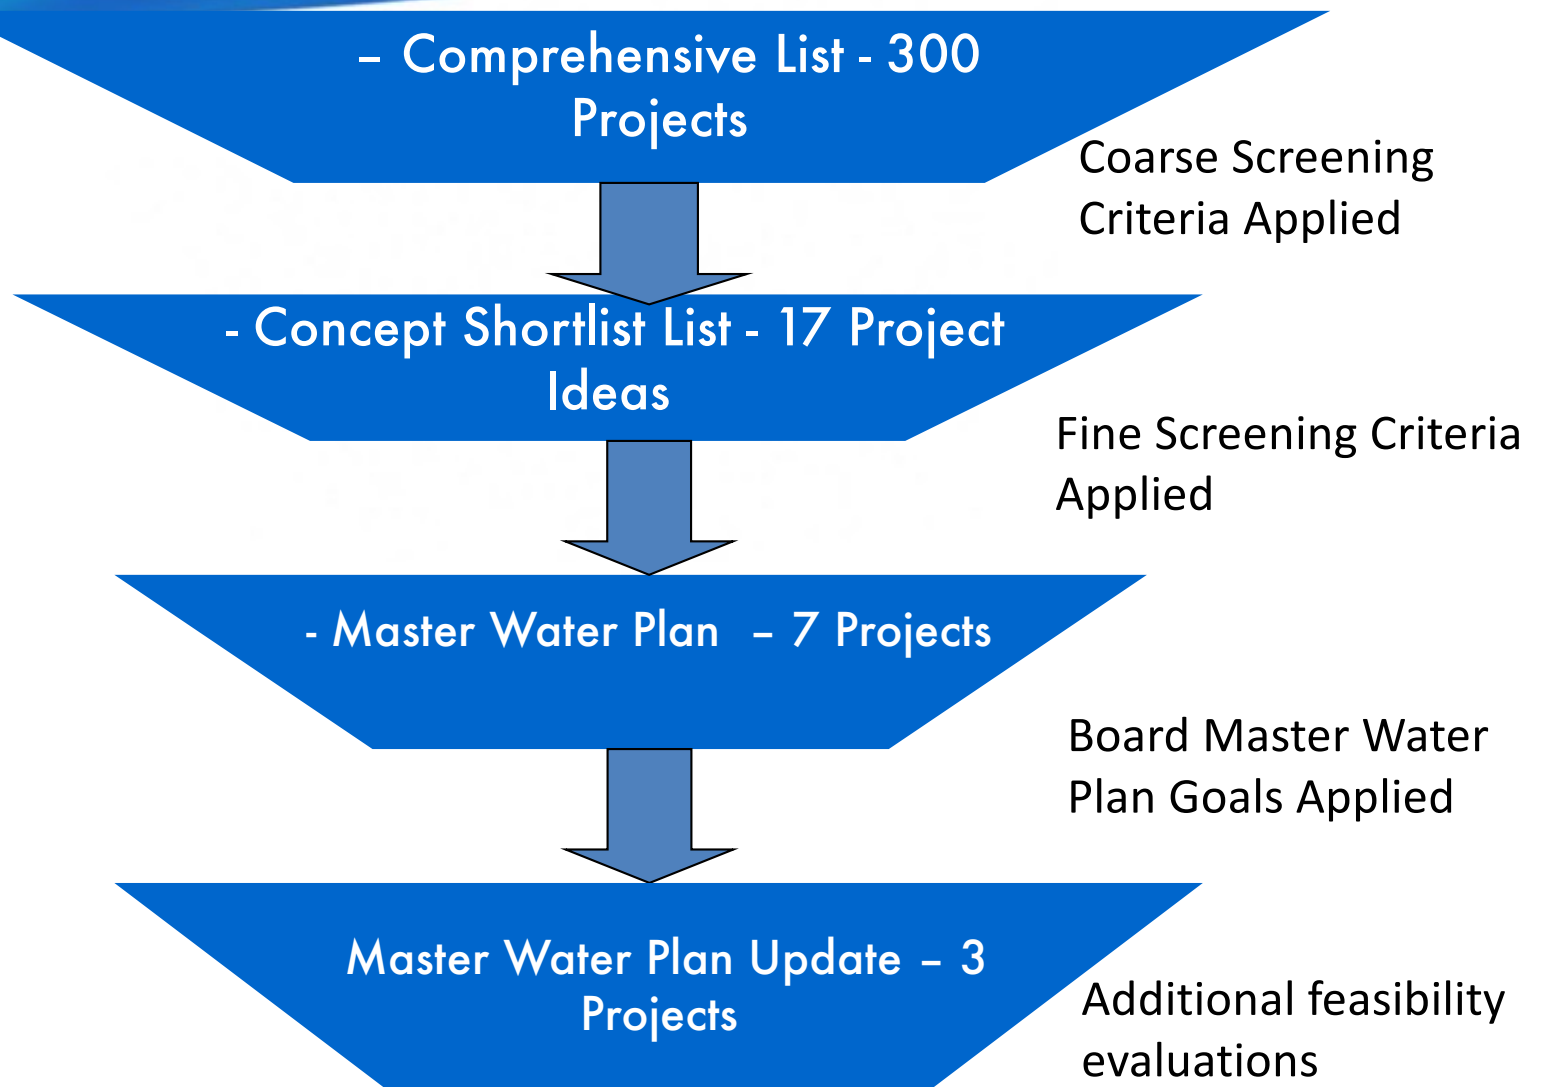 – Comprehensive List - 300
Projects
Coarse Screening
Criteria Applied
- Concept Shortlist List - 17 Project
Ideas
Fine Screening Criteria
Applied
- Master Water Plan – 7 Projects
Board Master Water
Plan Goals Applied
Master Water Plan Update – 3
Projects
Additional feasibility
evaluations